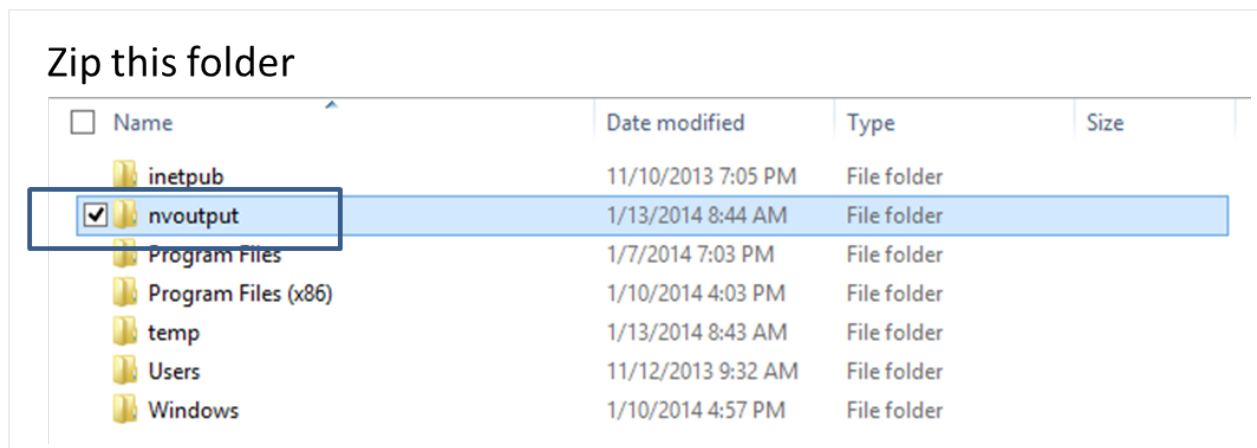 Zip this folder
Name Date modified Type Size
inetpub 11/10/2013 7:05 PM File folder
nvoutput 1/13/2014 8:44 AM File folder
Program Files 1/7/2014 7:03 PM File folder
Program Files (x86) 1/10/2014 4:03 PM File folder
temp 1/13/2014 8:43 AM File folder
Users 11/12/2013 9:32 AM File folder
Windows 1/10/2014 4:57 PM File folder